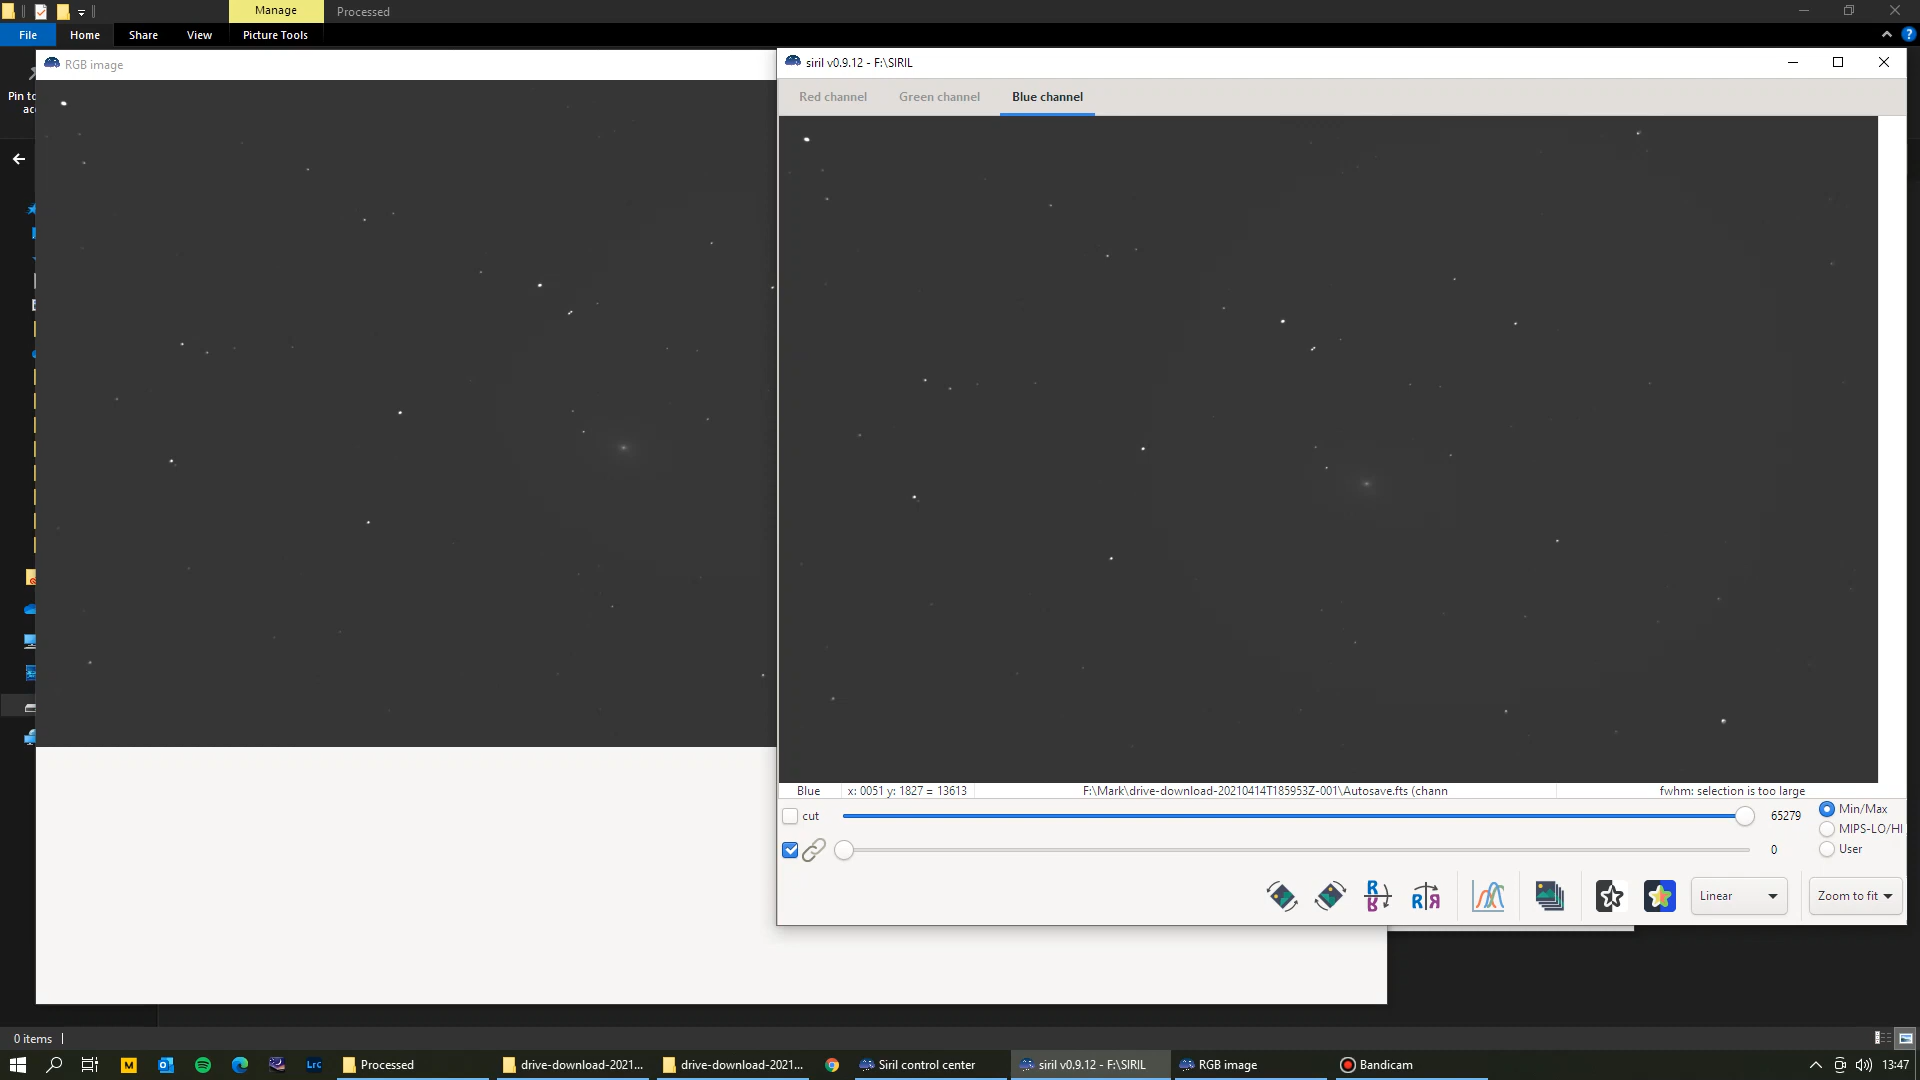 Manage
Processed
File
Home
Share
View
Picture Tools
RGB image
Pin to
ac
siril v0.9.12 - F:\SIRIL
Red channel
Green channel
Blue channel
Blue
x: 0051 y: 1827 = 13613
F:\Mark\drive-download-20210414T185953Z-001\Autosave.fts (chann
fwhm: selection is too large
cut
65279
Min/Max
MIPS-LO/HI
0
User
Linear
Zoom to fit
0 items
M
Lrc
Processed
drive-download-2021...
drive-download-2021...
Siril control center
siril v0.9.12 - F:\SIRIL
RGB image
Bandicam
13:47